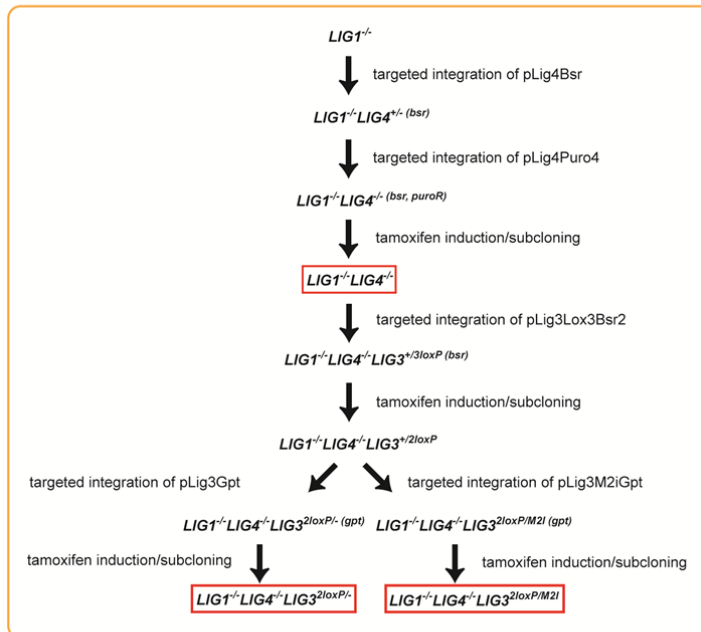 LIG1-/-
targeted integration of pLig4Bsr
LIG1-/-LIG4+/- (bsr)
targeted integration of pLig4Puro4
LIG1-/-LIG4-/- (bsr, puroR)
tamoxifen induction/subcloning
LIG1-/-LIG4-/-
targeted integration of pLig3Lox3Bsr2
LIG1-/-LIG4-/-LIG3+/3loxP (bsr)
tamoxifen induction/subcloning
LIG1-/-LIG4-/-LIG3+/2loxP
targeted integration of pLig3Gpt
targeted integration of pLig3M2iGpt
LIG1-/-LIG4-/-LIG32loxP/- (gpt)
LIG1-/-LIG4-/-LIG32loxP/M2I (gpt)
tamoxifen induction/subcloning
tamoxifen induction/subcloning
LIG1-/-LIG4-/-LIG32loxP/-
LIG1-/-LIG4-/-LIG32loxP/M2I